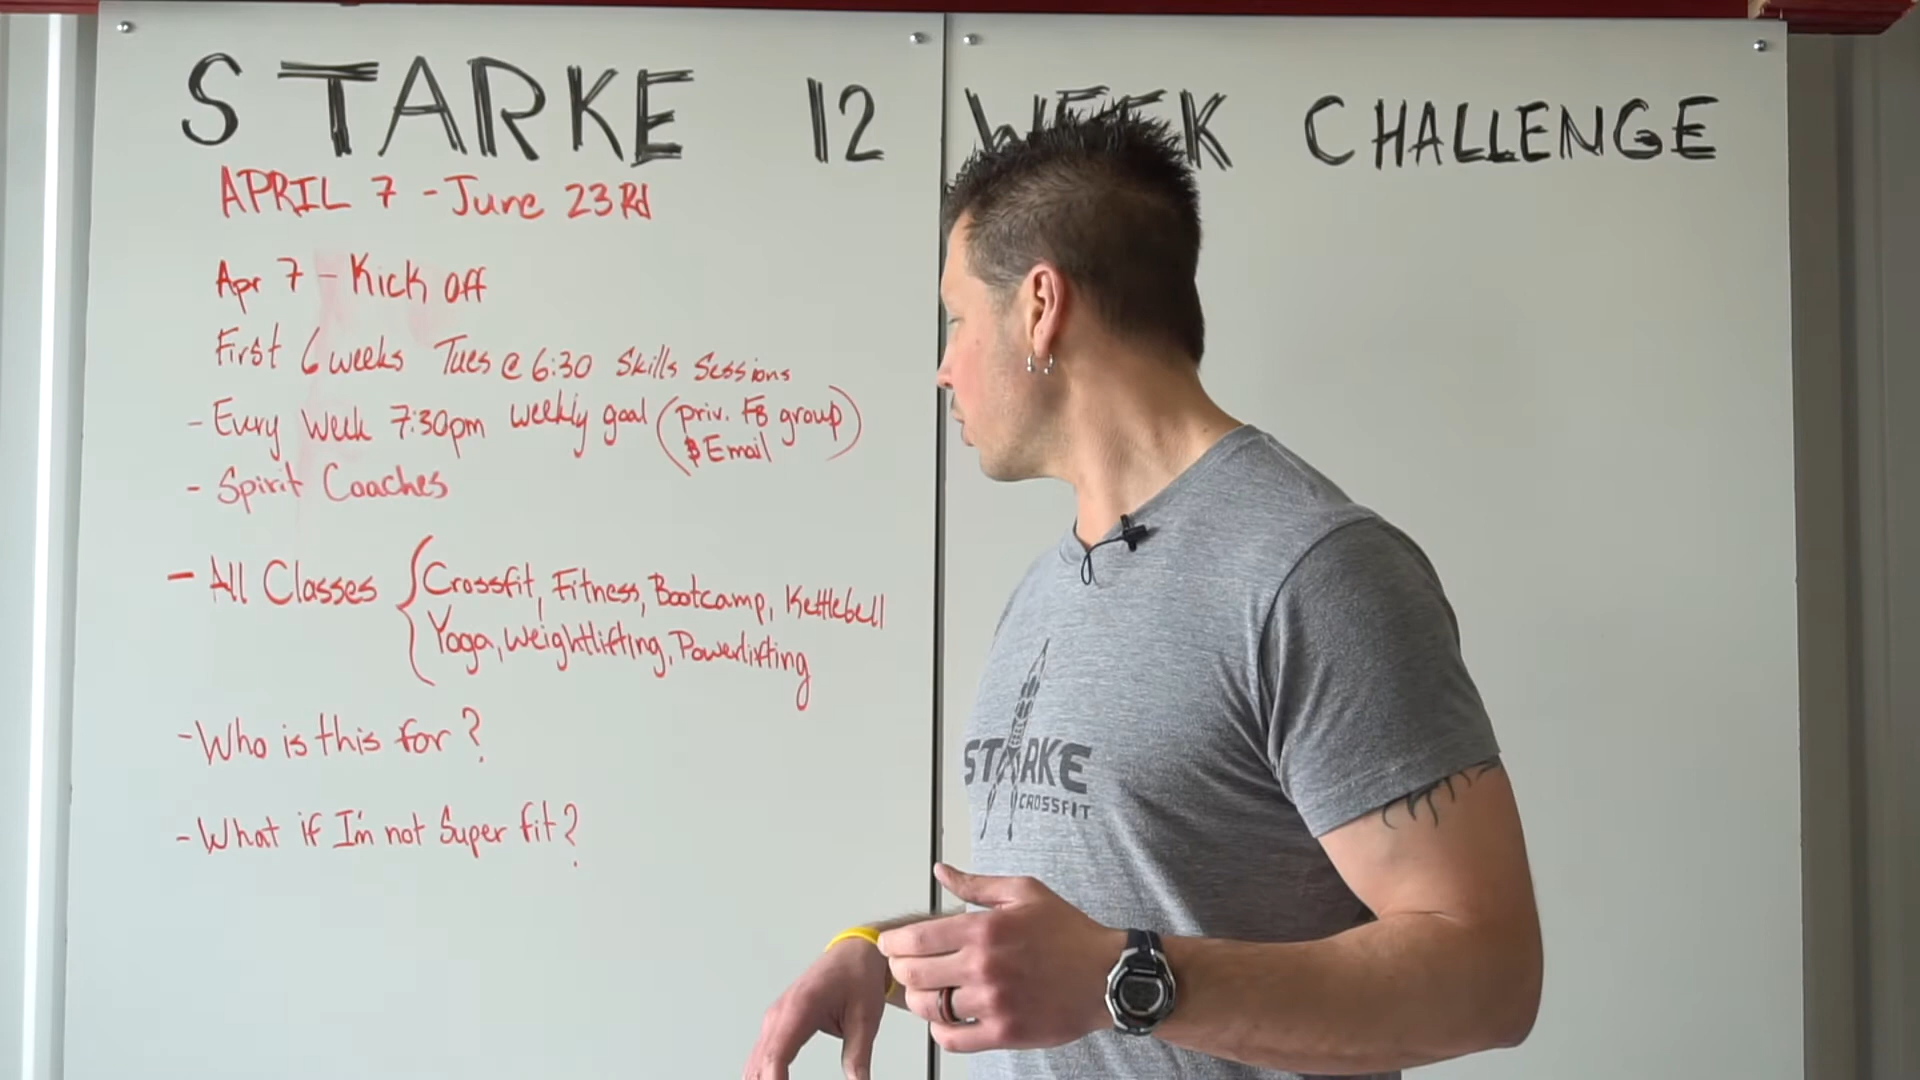 STARKE 12 WEEK CHALLENGE
APRIL 7 - June 23Rd
Apr 7 - Kick Off
First 6 weeks Tues @ 6:30 Skills Sessions
- Every Week 7:30pm weekly goal (priv. FB group)
& Email
- Spirit Coaches
- All Classes { Crossfit, Fitness, Bootcamp, Kettlebell
Yoga, Weightlifting, Powerlifting
- Who is this for?
- What if I'm not Super fit?
STARKE
CROSSFIT